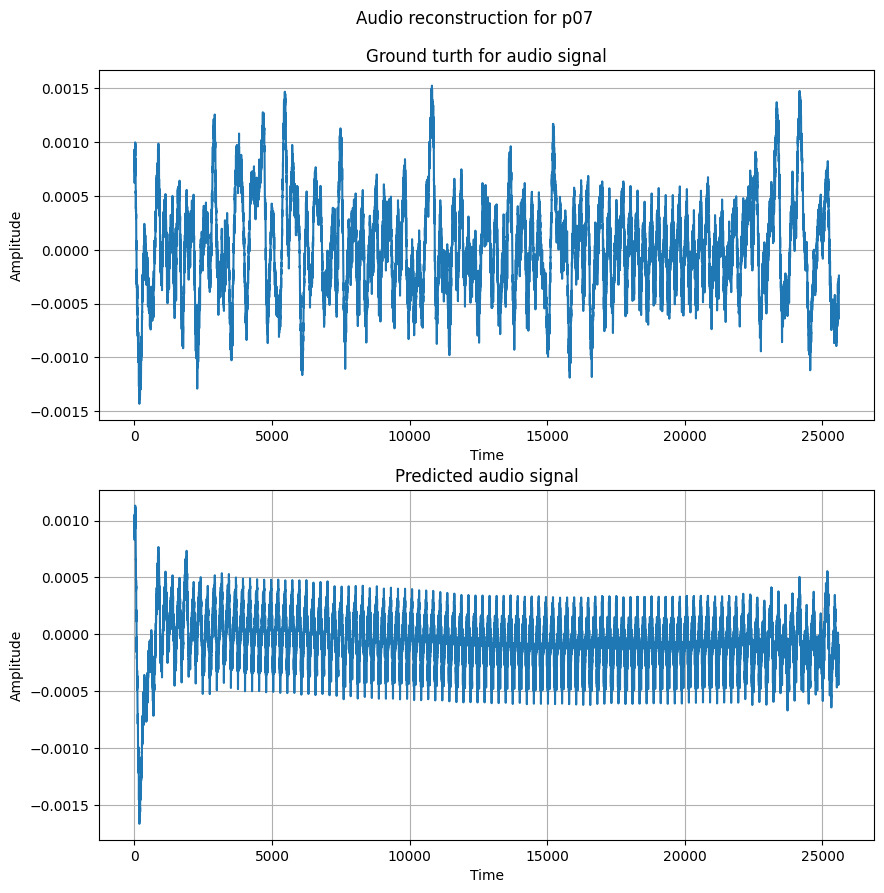 Audio reconstruction for p07
Ground turth for audio signal
0.0015
0.0010
0.0005
0.0000
−0.0005
−0.0010
−0.0015
Amplitude
0 5000 10000 15000 20000 25000
Time
Predicted audio signal
0.0010
0.0005
0.0000
−0.0005
−0.0010
−0.0015
Amplitude
0 5000 10000 15000 20000 25000
Time